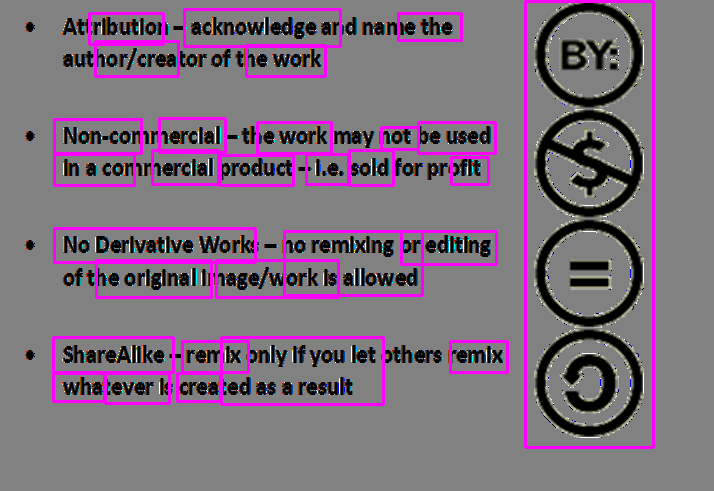 • Attribution – acknowledge and name the
author/creator of the work
• Non-commercial – the work may not be used
in a commercial product – i.e. sold for profit
• No Derivative Works – no remixing or editing
of the original image/work is allowed
• ShareAlike – remix only if you let others remix
whatever is created as a result
BY:
$
=